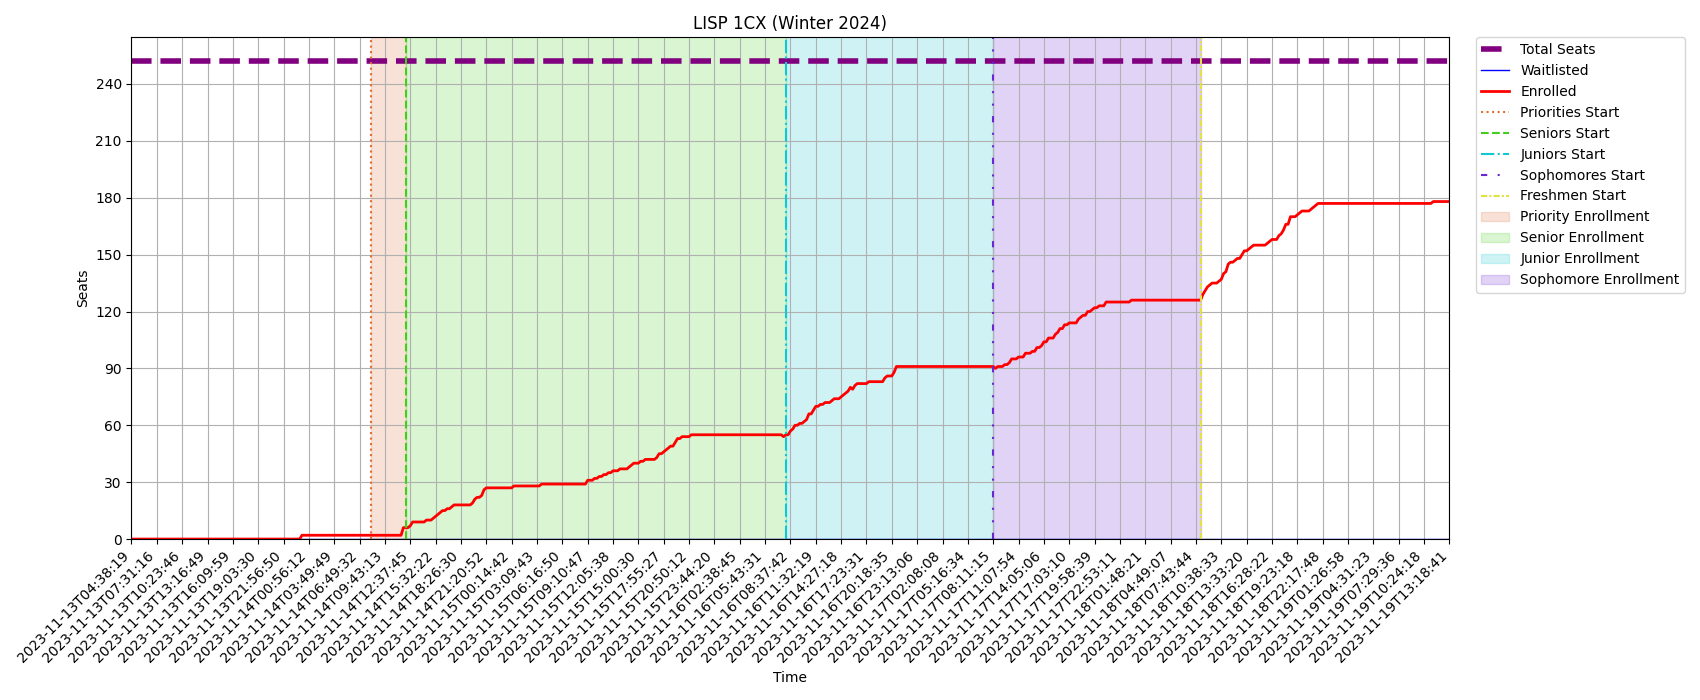 LISP 1CX (Winter 2024)
Total Seats
Waitlisted
Enrolled
Priorities Start
Seniors Start
Juniors Start
Sophomores Start
Freshmen Start
Priority Enrollment
Senior Enrollment
Junior Enrollment
Sophomore Enrollment
Seats
240
210
180
150
120
90
60
30
0
2023-11-13T04:38:19
2023-11-13T07:31:16
2023-11-13T10:23:46
2023-11-13T13:16:49
2023-11-13T16:09:59
2023-11-13T19:03:30
2023-11-13T21:56:50
2023-11-14T00:56:12
2023-11-14T03:49:49
2023-11-14T06:49:32
2023-11-14T09:43:13
2023-11-14T12:37:45
2023-11-14T15:32:22
2023-11-14T18:26:30
2023-11-14T21:20:52
2023-11-15T00:14:42
2023-11-15T03:09:43
2023-11-15T06:16:50
2023-11-15T09:10:47
2023-11-15T12:05:38
2023-11-15T15:00:30
2023-11-15T17:55:27
2023-11-15T20:50:12
2023-11-15T23:44:20
2023-11-16T02:38:45
2023-11-16T05:43:31
2023-11-16T08:37:42
2023-11-16T11:32:19
2023-11-16T14:27:18
2023-11-16T17:23:31
2023-11-16T20:18:35
2023-11-16T23:13:06
2023-11-17T02:08:08
2023-11-17T05:16:34
2023-11-17T08:11:15
2023-11-17T11:07:54
2023-11-17T14:05:06
2023-11-17T17:03:10
2023-11-17T19:58:39
2023-11-17T22:53:11
2023-11-18T01:48:21
2023-11-18T04:49:07
2023-11-18T07:43:44
2023-11-18T10:38:33
2023-11-18T13:33:20
2023-11-18T16:28:22
2023-11-18T19:23:18
2023-11-18T22:17:48
2023-11-19T01:26:58
2023-11-19T04:31:23
2023-11-19T07:29:36
2023-11-19T10:24:18
2023-11-19T13:18:41
Time